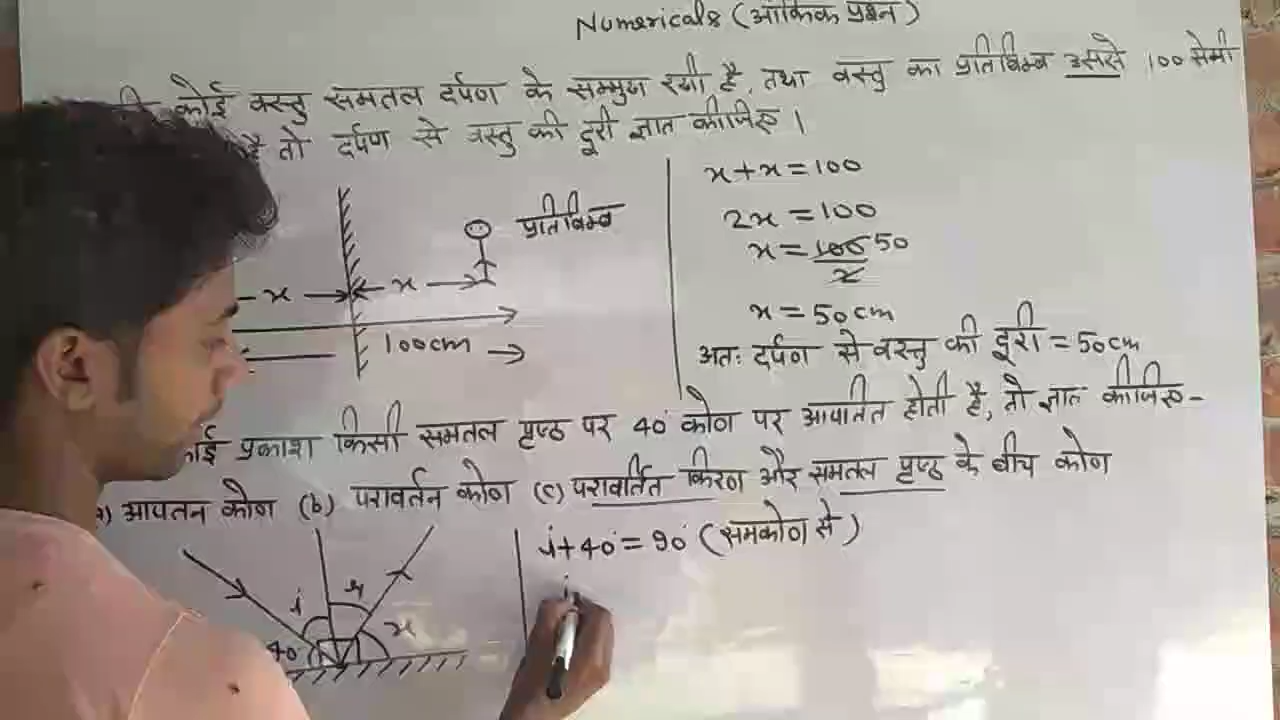 Numericals (आंकिक प्रश्न)
कोई वस्तु समतल दर्पण के सम्मुख रखी है, तथा वस्तु का प्रतिबिम्ब उससे 100 सेमी
है तो दर्पण से वस्तु की दूरी ज्ञात कीजिए।
प्रतिबिम्ब
x x
100cm
x+x=100
2x=100
x=100/2 50
x=50cm
अतः दर्पण से वस्तु की दूरी = 50cm
प्रकाश किसी समतल पृष्ठ पर 40° कोण पर आपतित होती है, तो ज्ञात कीजिए-
a) आपतन कोण (b) परावर्तन कोण (c) परावर्तित किरण और समतल पृष्ठ के बीच कोण
i r
40° x
i+40°=90° (समकोण से)
i